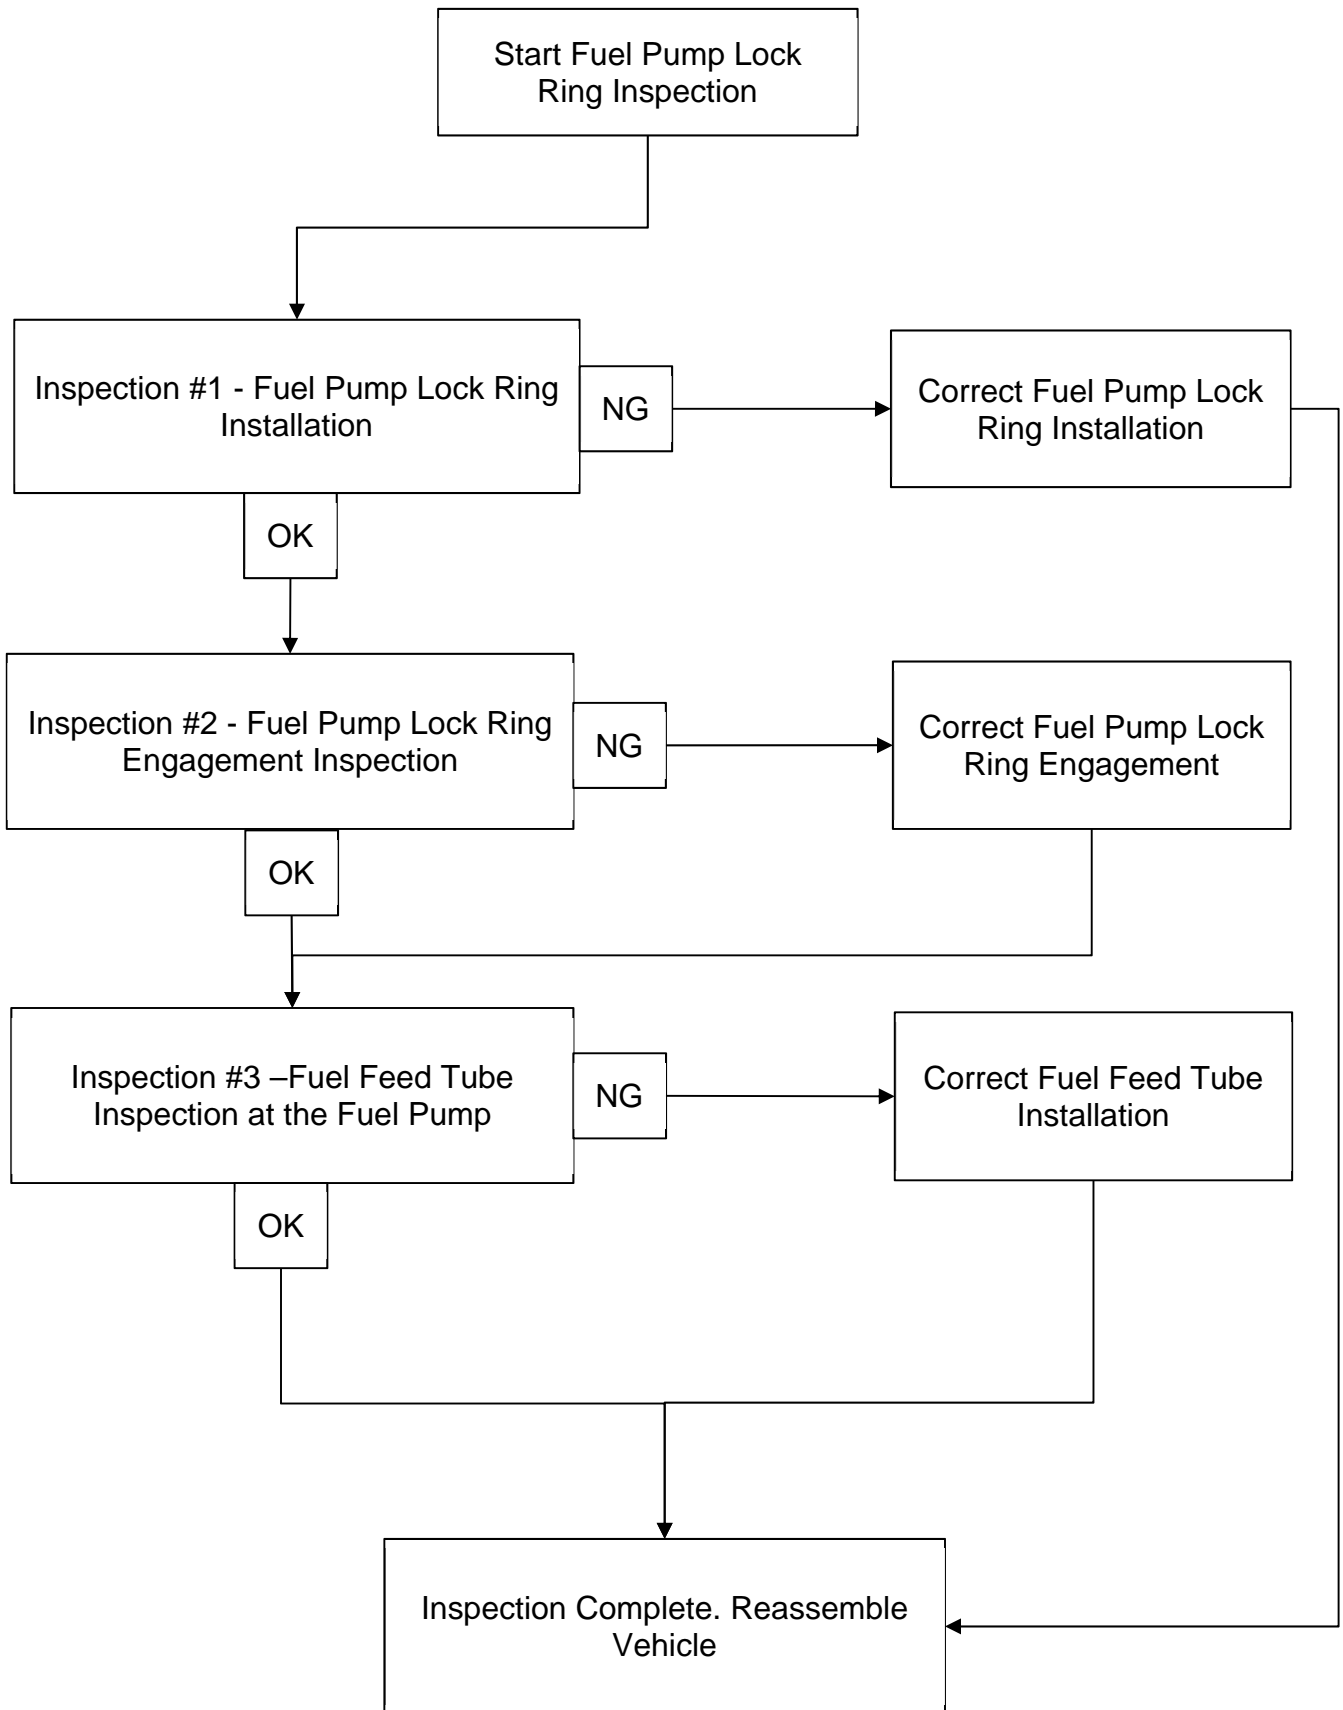 Start Fuel Pump Lock
Ring Inspection
Inspection #1 - Fuel Pump Lock Ring
Installation
NG
Correct Fuel Pump Lock
Ring Installation
OK
Inspection #2 - Fuel Pump Lock Ring
Engagement Inspection
NG
Correct Fuel Pump Lock
Ring Engagement
OK
Inspection #3 –Fuel Feed Tube
Inspection at the Fuel Pump
NG
Correct Fuel Feed Tube
Installation
OK
Inspection Complete. Reassemble
Vehicle